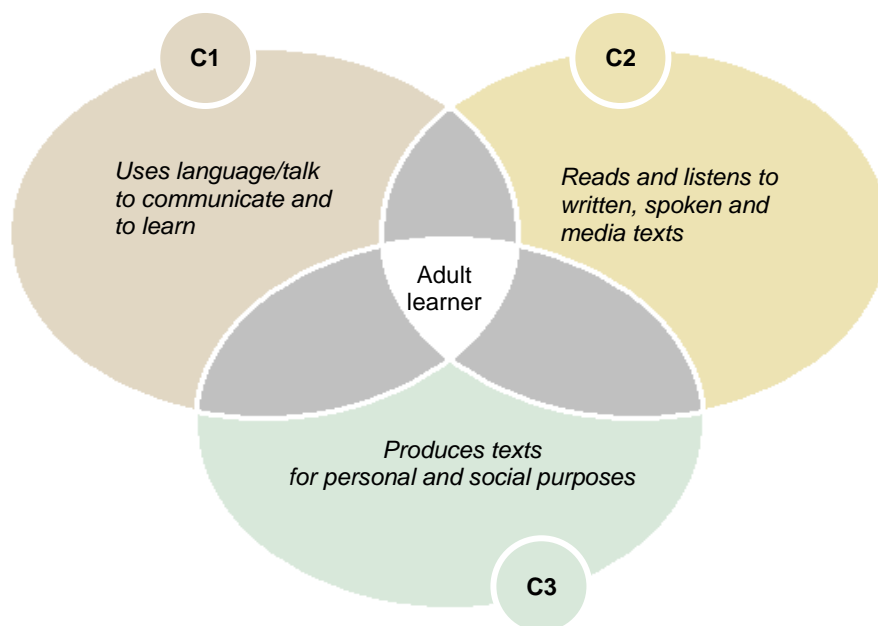 C1
C2
Uses language/talk
to communicate and
to learn
Reads and listens to
written, spoken and
media texts
Adult
learner
Produces texts
for personal and social purposes
C3